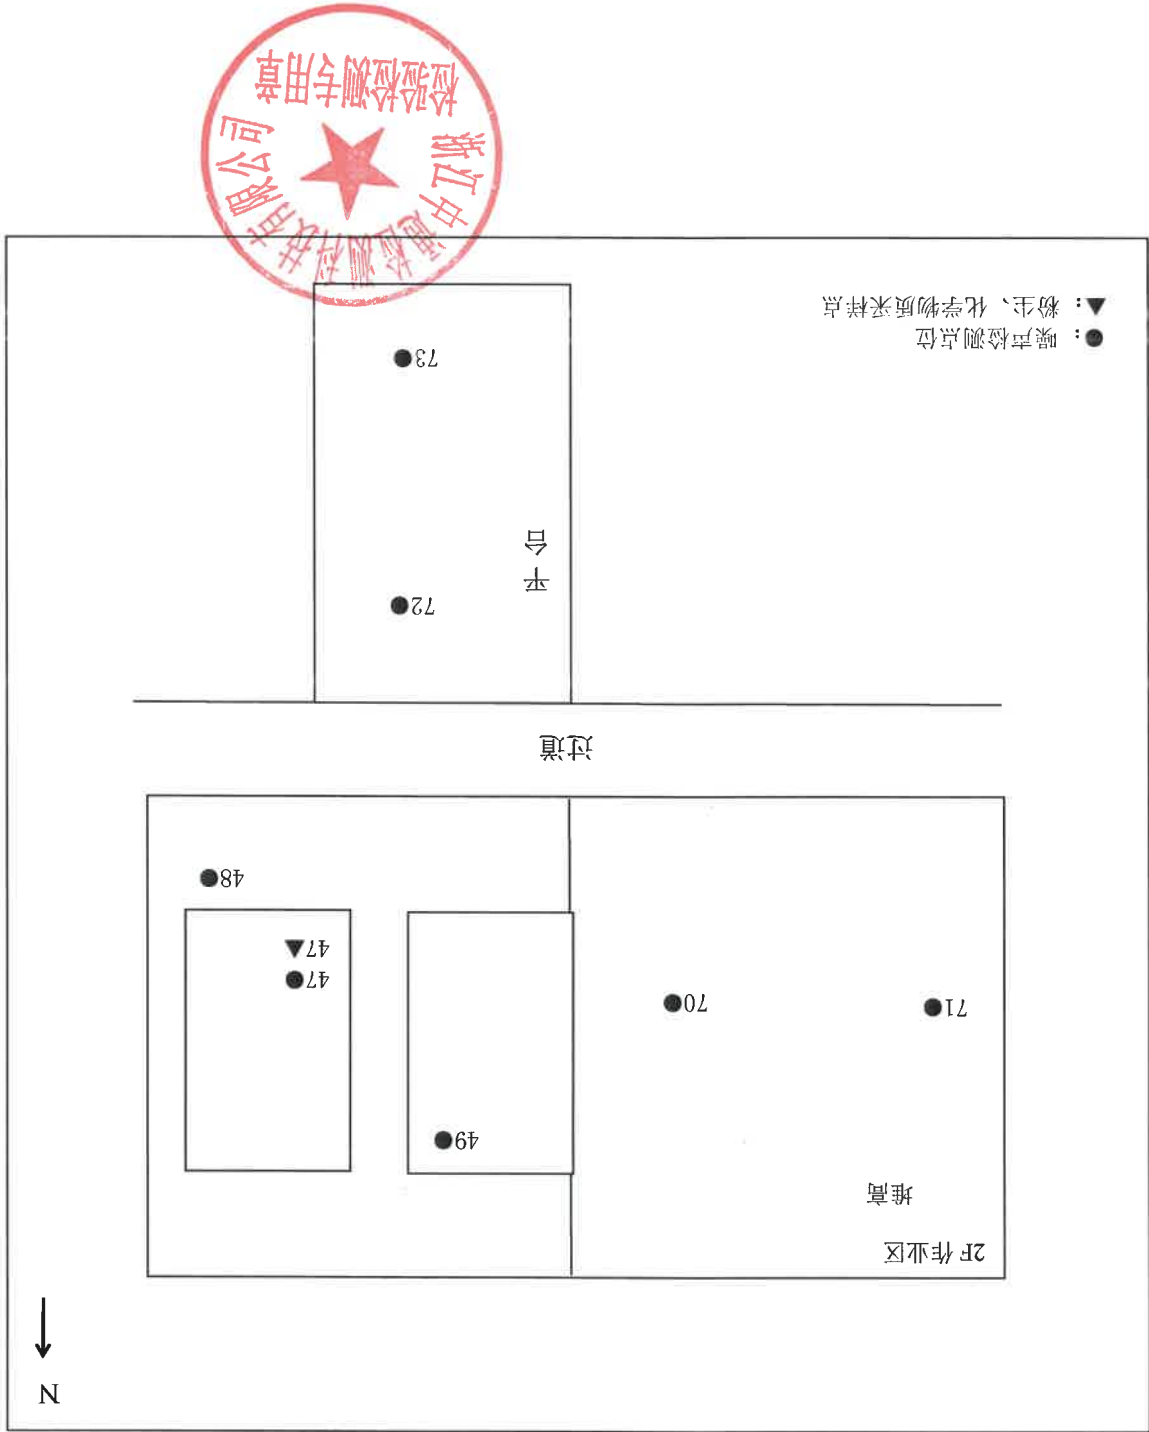 N
2F 作业区
堆高
49
71
70
47
47
48
过道
72
平台
73
●：噪声检测点位
▲：粉尘、化学物质采样点
浙江中通检测科技有限公司
检验检测专用章